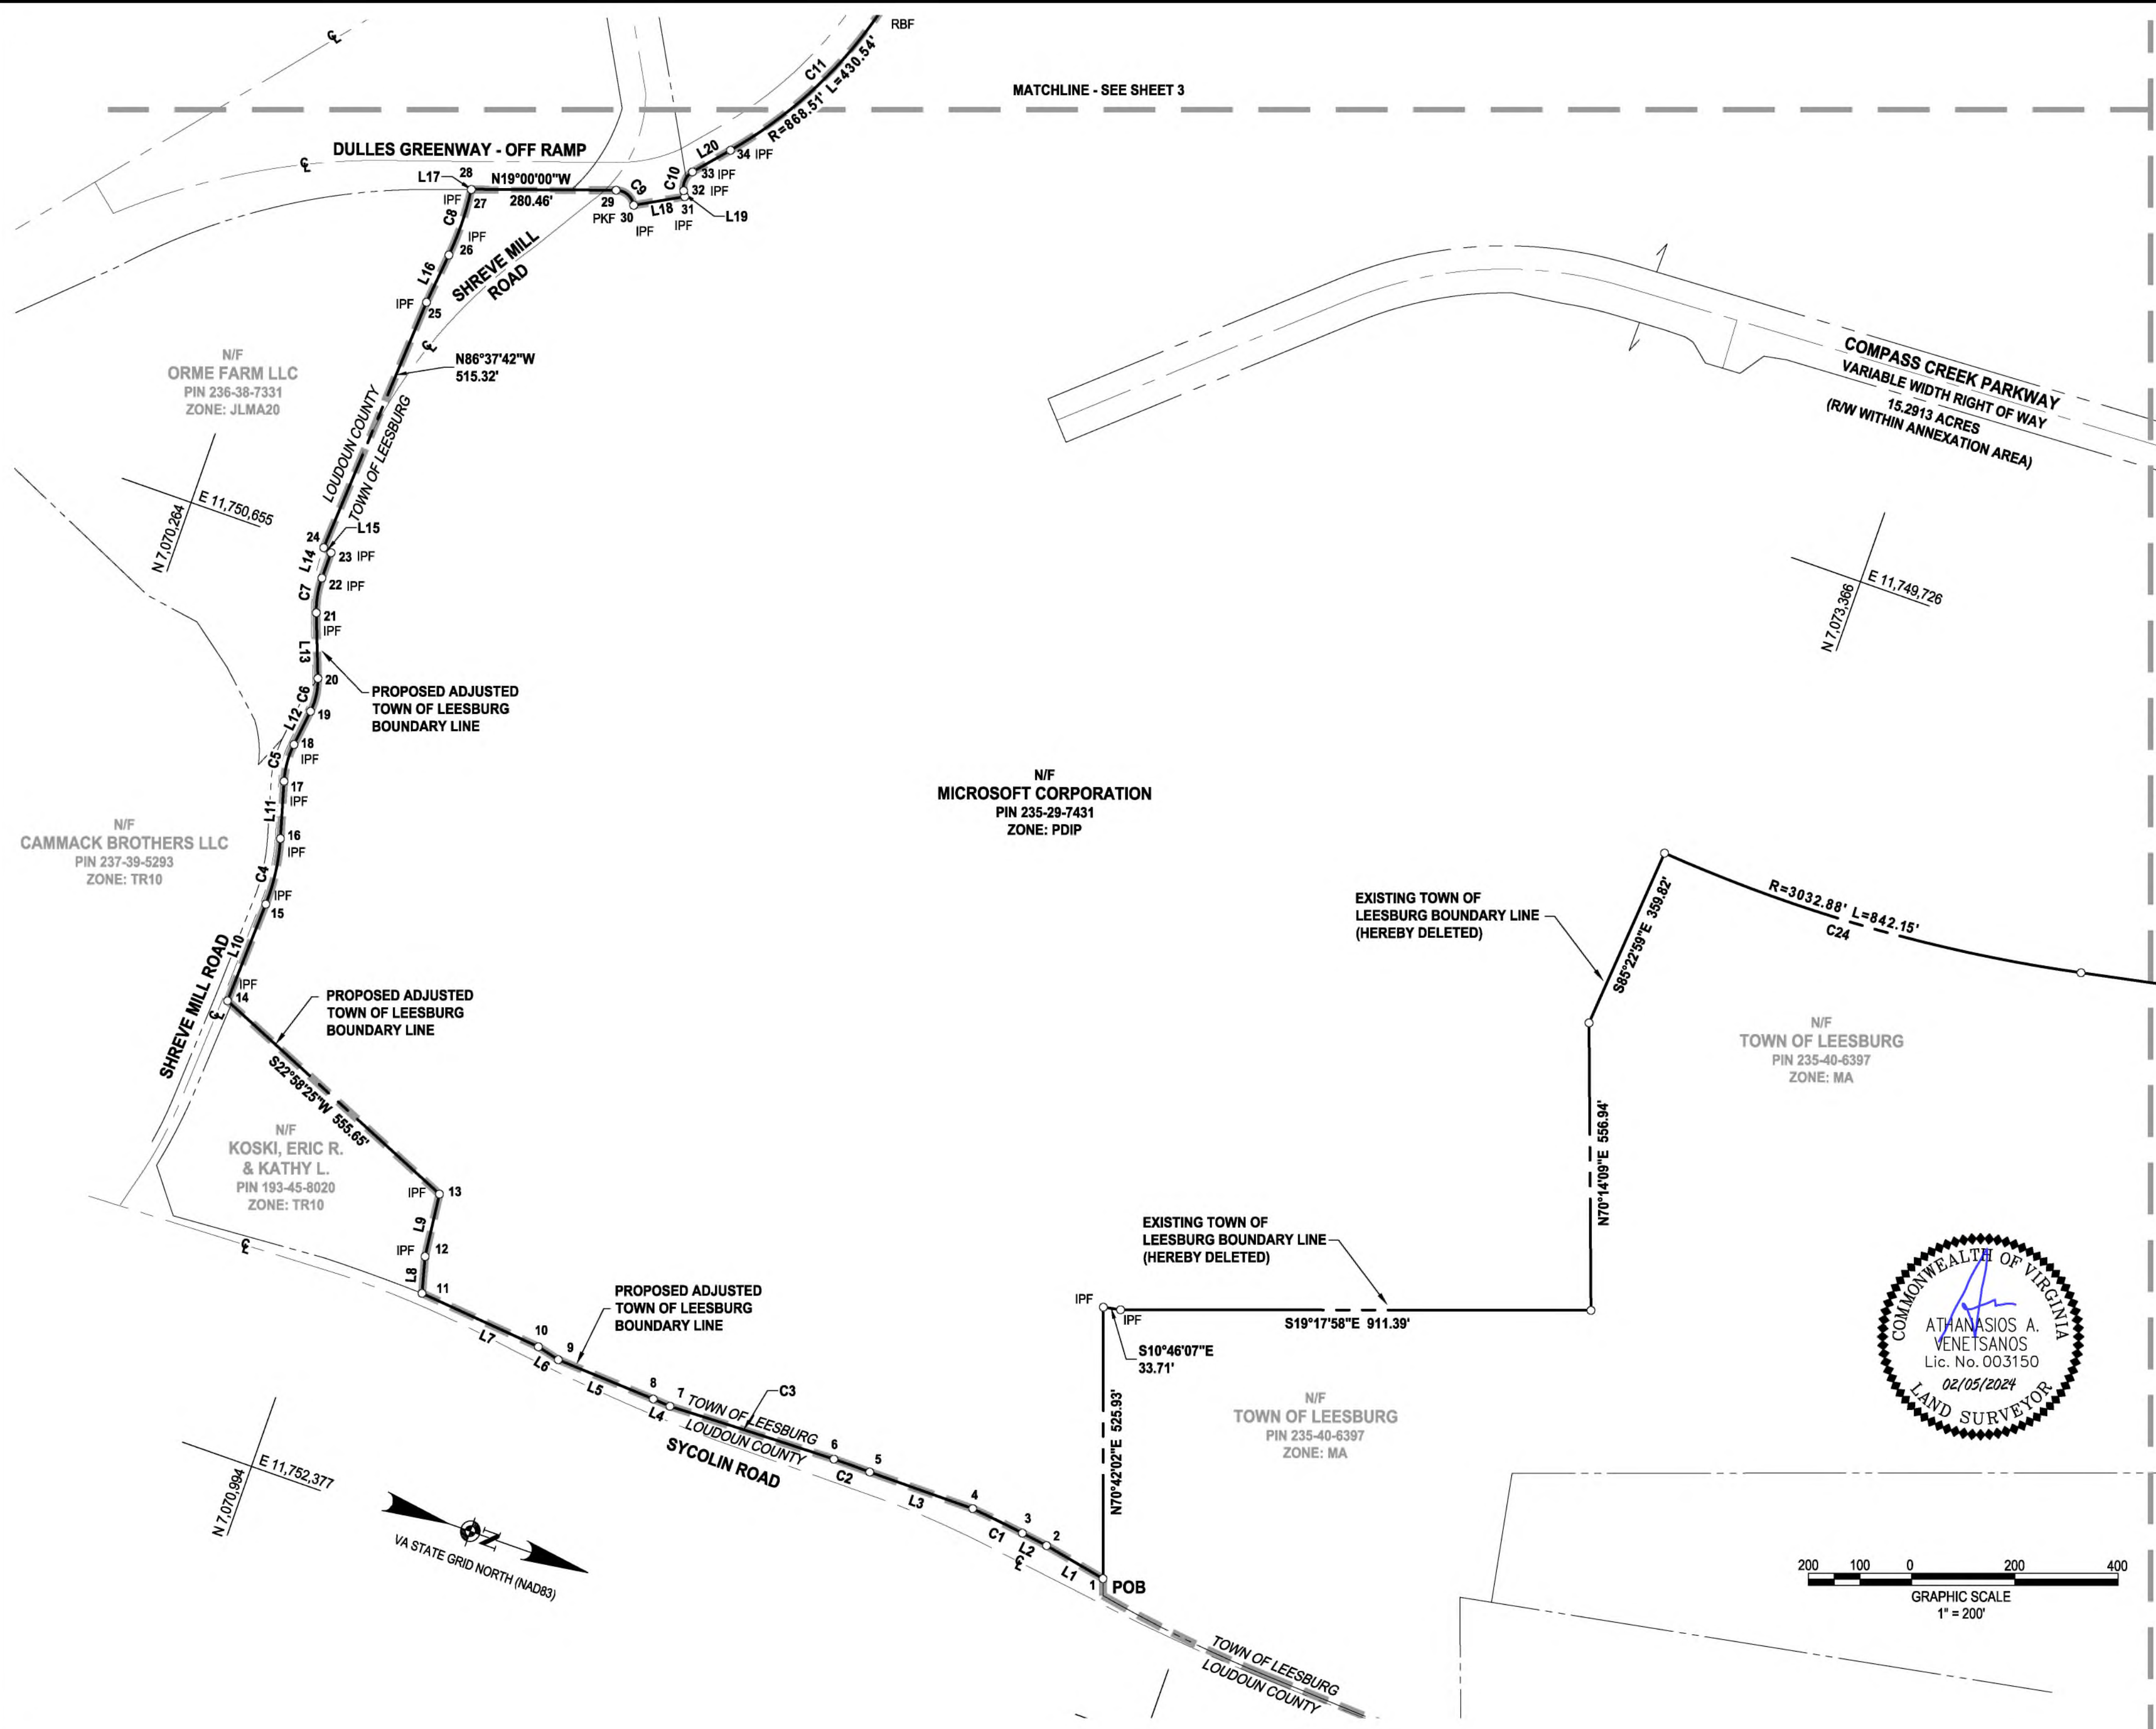 RBF
C11
R=868.51' L=430.54'
MATCHLINE - SEE SHEET 3
DULLES GREENWAY - OFF RAMP
L17
28
IPF
27
N19°00'00"W
280.46'
29
PKF
30
IPF
C9
L18
31
IPF
L19
C10
32 IPF
33 IPF
L20
34 IPF
C8
IPF
26
L16
IPF
25
SHREVE MILL
ROAD
N86°37'42"W
515.32'
LOUDOUN COUNTY
TOWN OF LEESBURG
N/F
ORME FARM LLC
PIN 236-38-7331
ZONE: JLMA20
E 11,750,655
N 7,070,264
COMPASS CREEK PARKWAY
VARIABLE WIDTH RIGHT OF WAY
15.2913 ACRES
(R/W WITHIN ANNEXATION AREA)
E 11,749,726
N 7,073,366
24
L15
L14
23 IPF
22 IPF
C7
21
IPF
L13
20
C6
19
L12
18
IPF
C5
17
IPF
L11
16
IPF
C4
IPF
15
L10
IPF
14
PROPOSED ADJUSTED
TOWN OF LEESBURG
BOUNDARY LINE
N/F
MICROSOFT CORPORATION
PIN 235-29-7431
ZONE: PDIP
N/F
CAMMACK BROTHERS LLC
PIN 237-39-5293
ZONE: TR10
SHREVE MILL ROAD
PROPOSED ADJUSTED
TOWN OF LEESBURG
BOUNDARY LINE
S22°58'25"W 555.65'
EXISTING TOWN OF
LEESBURG BOUNDARY LINE
(HEREBY DELETED)
S85°22'59"E 359.82'
R=3032.88' L=842.15'
C24
N/F
TOWN OF LEESBURG
PIN 235-40-6397
ZONE: MA
N70°14'09"E 556.94'
N/F
KOSKI, ERIC R.
& KATHY L.
PIN 193-45-8020
ZONE: TR10
IPF
13
L9
IPF
12
L8
11
L7
10
L6
9
L5
8
L4
7
PROPOSED ADJUSTED
TOWN OF LEESBURG
BOUNDARY LINE
EXISTING TOWN OF
LEESBURG BOUNDARY LINE
(HEREBY DELETED)
IPF
IPF
S19°17'58"E 911.39'
S10°46'07"E
33.71'
N70°42'02"E 525.93'
N/F
TOWN OF LEESBURG
PIN 235-40-6397
ZONE: MA
C3
TOWN OF LEESBURG
LOUDOUN COUNTY
SYCOLIN ROAD
6
C2
5
L3
4
C1
3
L2
2
L1
1
POB
TOWN OF LEESBURG
LOUDOUN COUNTY
E 11,752,377
N 7,070,994
N
VA STATE GRID NORTH (NAD83)
COMMONWEALTH OF VIRGINIA
ATHANASIOS A.
VENETSANOS
Lic. No. 003150
02/05/2024
LAND SURVEYOR
200 100 0 200 400
GRAPHIC SCALE
1" = 200'